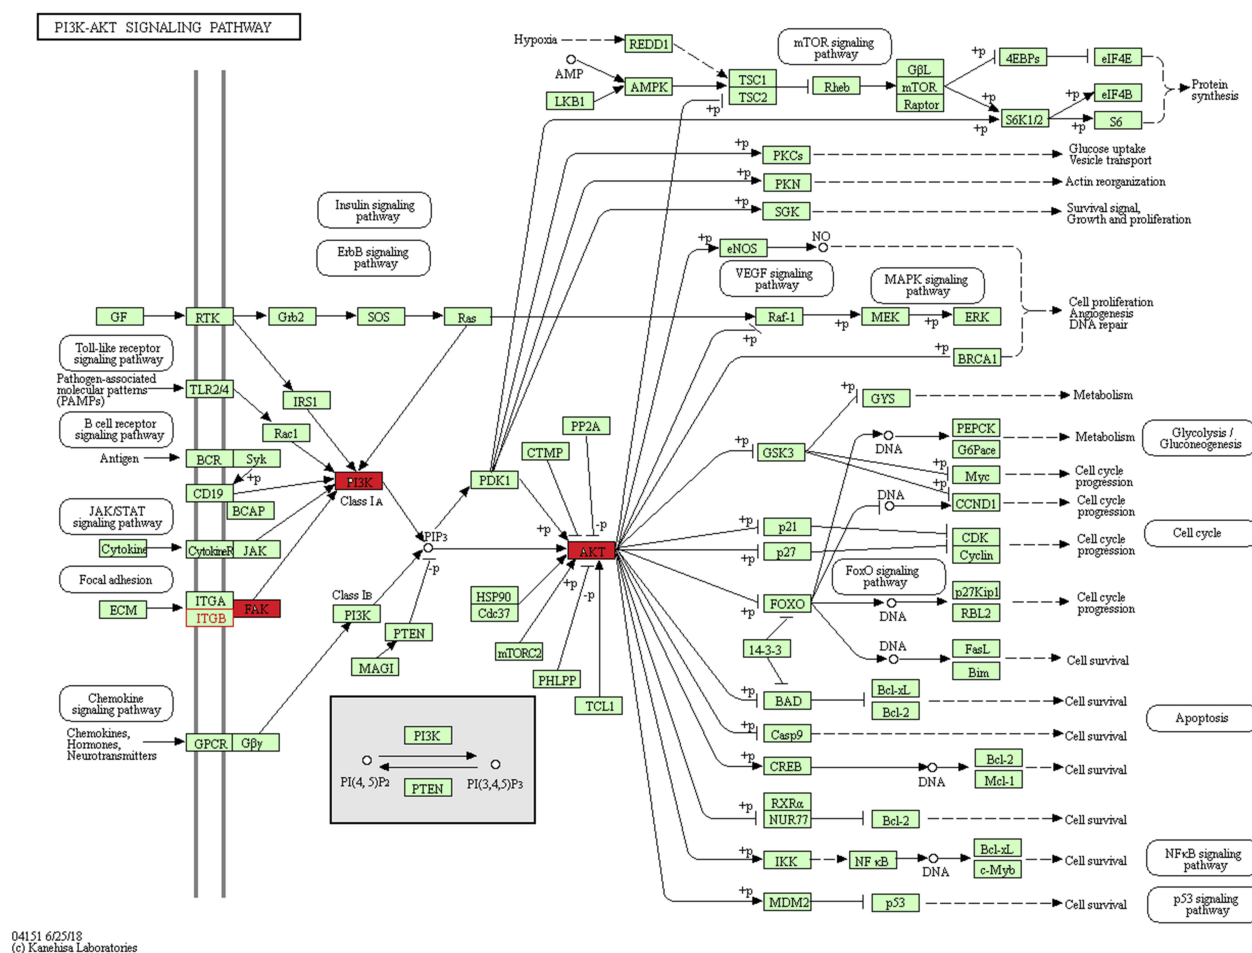 PI3K-AKT SIGNALING PATHWAY
Hypoxia
REDD1
mTOR signaling
pathway
AMP
LKB1
AMPK
TSC1
TSC2
+p
Rheb
GβL
mTOR
Raptor
+p
4EBPs
eIF4E
+p
+p
S6K1/2
+p
eIF4B
+p
S6
Protein
synthesis
+p
PKCs
Glucose uptake
Vesicle transport
+p
PKN
Actin reorganization
+p
SGK
Survival signal,
Growth and proliferation
Insulin signaling
pathway
ErbB signaling
pathway
+p
eNOS
NO
VEGF signaling
pathway
MAPK signaling
pathway
GF
RTK
Grb2
SOS
Ras
Raf-1
+p
+p
MEK
+p
ERK
+p
BRCA1
Cell proliferation
Angiogenesis
DNA repair
Toll-like receptor
signaling pathway
Pathogen-associated
molecular patterns
(PAMPs)
TLR2/4
IRS1
Rac1
B cell receptor
signaling pathway
Antigen
BCR
Syk
+p
CD19
BCAP
PI3K
Class IA
JAK/STAT
signaling pathway
Cytokine
CytokineR
JAK
Focal adhesion
ECM
ITGA
ITGB
FAK
Class IB
PI3K
PIP3
-p
PTEN
MAGI
PDK1
CTMP
PP2A
+p
-p
AKT
+p
-p
HSP90
Cdc37
mTORC2
PHLPP
TCL1
Chemokine
signaling pathway
Chemokines,
Hormones,
Neurotransmitters
GPCR
Gβγ
PI3K
PI(4, 5)P2
PI(3,4,5)P3
PTEN
+p
GYS
Metabolism
+p
GSK3
DNA
PEPCK
G6Pace
Metabolism
Glycolysis /
Gluconeogenesis
+p
Myc
Cell cycle
progression
DNA
+p
CCND1
Cell cycle
progression
+p
p21
+p
p27
CDK
Cyclin
Cell cycle
progression
Cell cycle
FoxO signaling
pathway
+p
FOXO
DNA
p27Kip1
RBL2
Cell cycle
progression
14-3-3
DNA
FasL
Bim
Cell survival
+p
BAD
Bcl-xL
Bcl-2
Cell survival
Apoptosis
+p
Casp9
Cell survival
+p
CREB
DNA
Bcl-2
Mcl-1
Cell survival
+p
RXRα
NUR77
Bcl-2
Cell survival
+p
IKK
NFκB
DNA
Bcl-xL
c-Myb
Cell survival
NFκB signaling
pathway
+p
MDM2
p53
Cell survival
p53 signaling
pathway
04151 6/25/18
(c) Kanehisa Laboratories